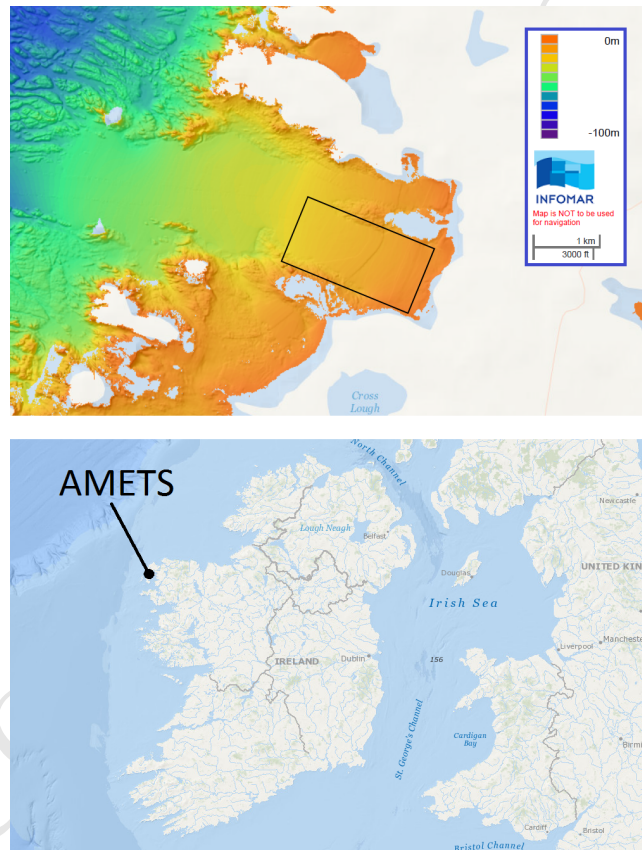 0m
-100m
INFOMAR
Map is NOT to be used
for navigation
1 km
3000 ft
Cross
Lough
AMETS
North Channel
Newcastle
Lough Neagh
Belfast
Douglas
UNITED KIN
Irish Sea
Manchester
Liverpool
IRELAND
Dublin
156
St. George's Channel
Cardigan
Bay
Birmi
Cardiff
Bristol
Bristol Channel